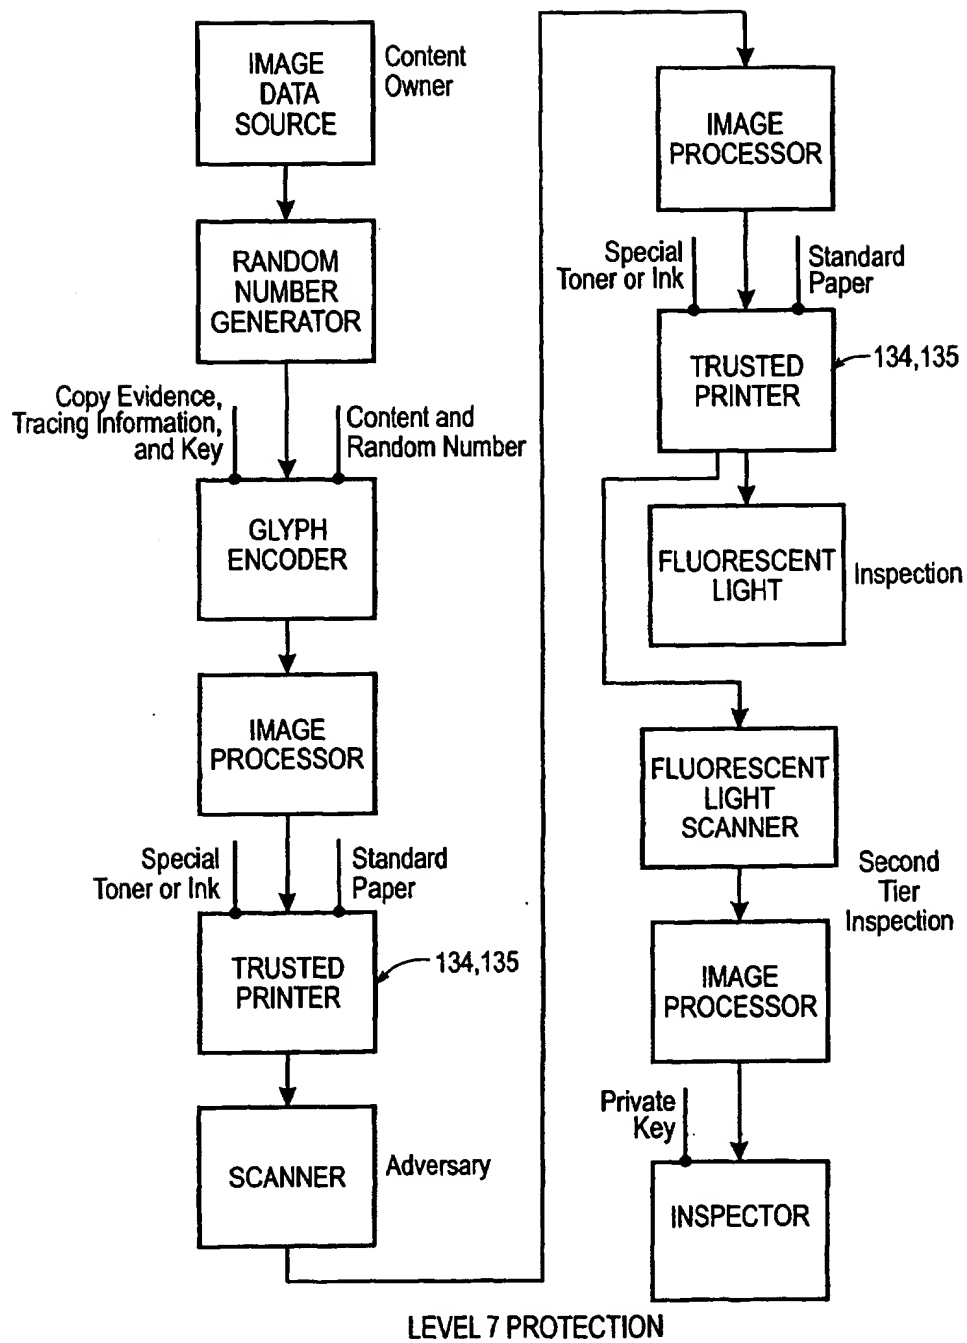 IMAGE
DATA
SOURCE
Content
Owner
RANDOM
NUMBER
GENERATOR
Copy Evidence,
Tracing Information,
and Key
Content and
Random Number
GLYPH
ENCODER
IMAGE
PROCESSOR
Special
Toner or Ink
Standard
Paper
TRUSTED
PRINTER
134,135
SCANNER
Adversary
IMAGE
PROCESSOR
Special
Toner or Ink
Standard
Paper
TRUSTED
PRINTER
134,135
FLUORESCENT
LIGHT
Inspection
FLUORESCENT
LIGHT
SCANNER
Second
Tier
Inspection
IMAGE
PROCESSOR
Private
Key
INSPECTOR
LEVEL 7 PROTECTION